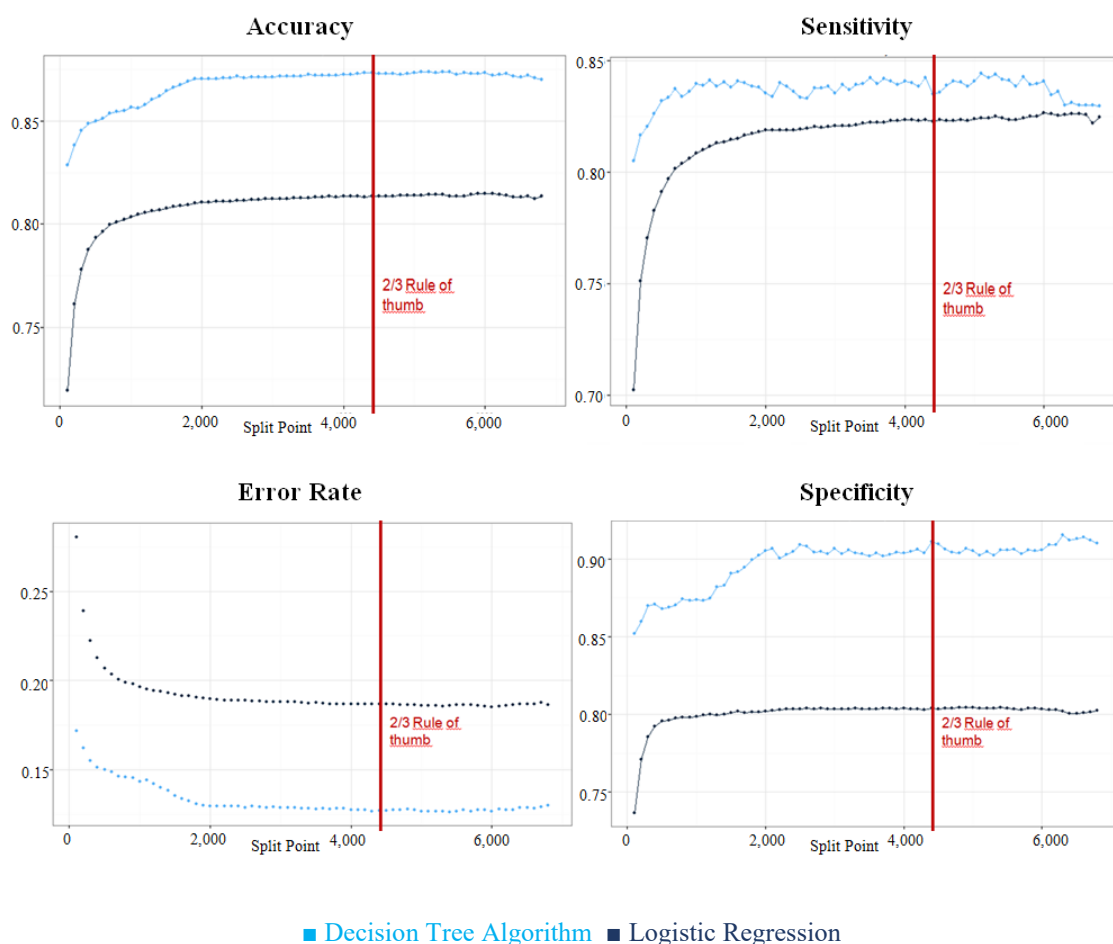 Accuracy
0.85
0.80
0.75
2/3 Rule of
thumb
0
2,000
Split Point
4,000
6,000
Sensitivity
0.85
0.80
0.75
0.70
2/3 Rule of
thumb
0
2,000
Split Point
4,000
6,000
Error Rate
0.25
0.20
0.15
2/3 Rule of
thumb
0
2,000
Split Point
4,000
6,000
Specificity
0.90
0.85
0.80
0.75
2/3 Rule of
thumb
0
2,000
Split Point
4,000
6,000
Decision Tree Algorithm Logistic Regression